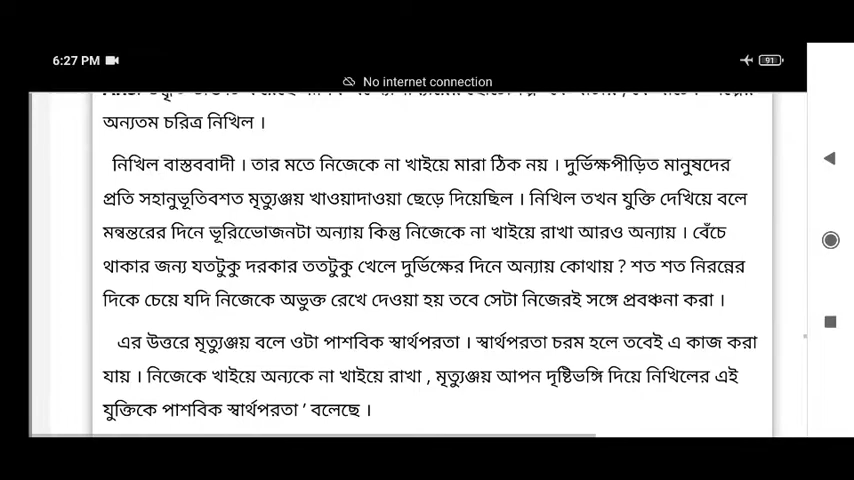 6:27 PM
91
No internet connection
অন্যতম চরিত্র নিখিল ।
নিখিল বাস্তববাদী । তার মতে নিজেকে না খাইয়ে মারা ঠিক নয় । দুর্ভিক্ষপীড়িত মানুষদের
প্রতি সহানুভূতিবশত মৃত্যুঞ্জয় খাওয়াদাওয়া ছেড়ে দিয়েছিল । নিখিল তখন যুক্তি দেখিয়ে বলে
মন্বন্তরের দিনে ভূরিভোেজনটা অন্যায় কিন্তু নিজেকে না খাইয়ে রাখা আরও অন্যায় । বেঁচে
থাকার জন্য যতটুকু দরকার ততটুকু খেলে দুর্ভিক্ষের দিনে অন্যায় কোথায় ? শত শত নিরন্নের
দিকে চেয়ে যদি নিজেকে অভুক্ত রেখে দেওয়া হয় তবে সেটা নিজেরই সঙ্গে প্রবঞ্চনা করা ।
এর উত্তরে মৃত্যুঞ্জয় বলে ওটা পাশবিক স্বার্থপরতা । স্বার্থপরতা চরম হলে তবেই এ কাজ করা
যায় । নিজেকে খাইয়ে অন্যকে না খাইয়ে রাখা , মৃত্যুঞ্জয় আপন দৃষ্টিভঙ্গি দিয়ে নিখিলের এই
যুক্তিকে পাশবিক স্বার্থপরতা ’ বলেছে ।